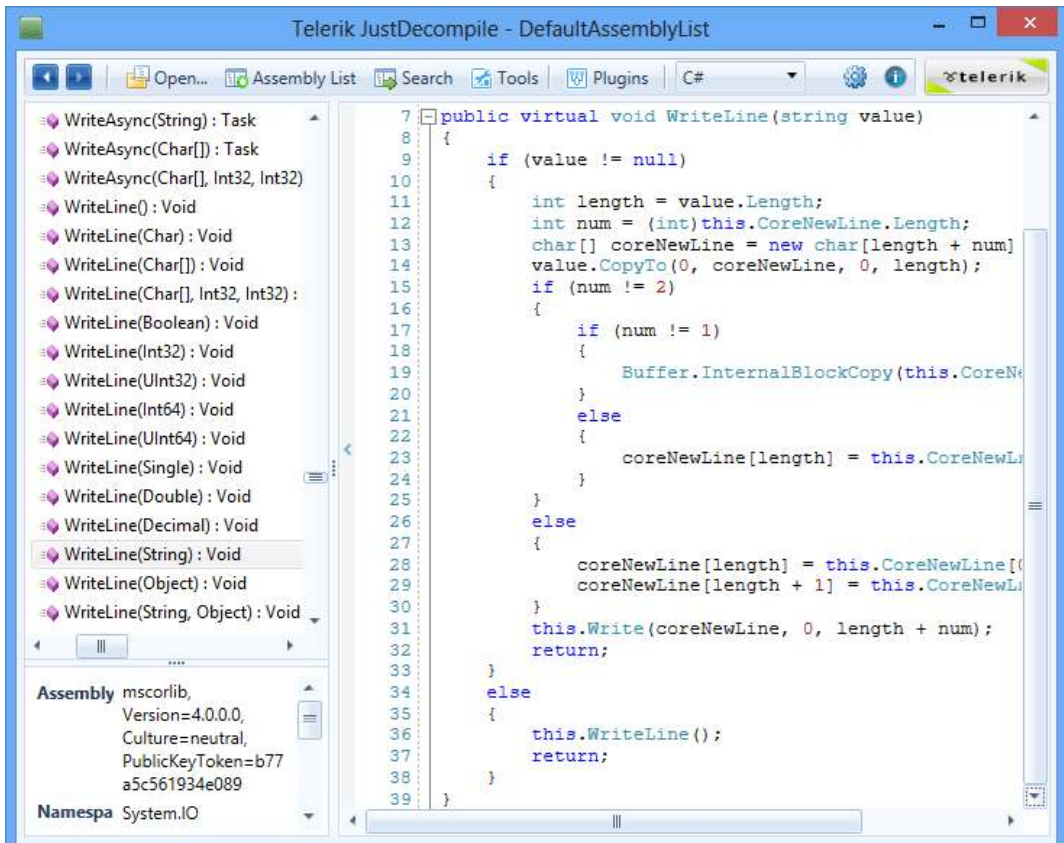 Telerik JustDecompile - DefaultAssemblyList
Open... Assembly List Search Tools Plugins C# telerik
WriteAsync(String) : Task
WriteAsync(Char[]) : Task
WriteAsync(Char[], Int32, Int32)
WriteLine() : Void
WriteLine(Char) : Void
WriteLine(Char[]) : Void
WriteLine(Char[], Int32, Int32) :
WriteLine(Boolean) : Void
WriteLine(Int32) : Void
WriteLine(UInt32) : Void
WriteLine(Int64) : Void
WriteLine(UInt64) : Void
WriteLine(Single) : Void
WriteLine(Double) : Void
WriteLine(Decimal) : Void
WriteLine(String) : Void
WriteLine(Object) : Void
WriteLine(String, Object) : Void
Assembly mscorlib,
Version=4.0.0.0,
Culture=neutral,
PublicKeyToken=b77
a5c561934e089
Namespa System.IO
7 public virtual void WriteLine(string value)
8 {
9 if (value != null)
10 {
11 int length = value.Length;
12 int num = (int)this.CoreNewLine.Length;
13 char[] coreNewLine = new char[length + num]
14 value.CopyTo(0, coreNewLine, 0, length);
15 if (num != 2)
16 {
17 if (num != 1)
18 {
19 Buffer.InternalBlockCopy(this.CoreNe
20 }
21 else
22 {
23 coreNewLine[length] = this.CoreNewLi
24 }
25 }
26 else
27 {
28 coreNewLine[length] = this.CoreNewLine[0
29 coreNewLine[length + 1] = this.CoreNewLi
30 }
31 this.Write(coreNewLine, 0, length + num);
32 return;
33 }
34 else
35 {
36 this.WriteLine();
37 return;
38 }
39 }